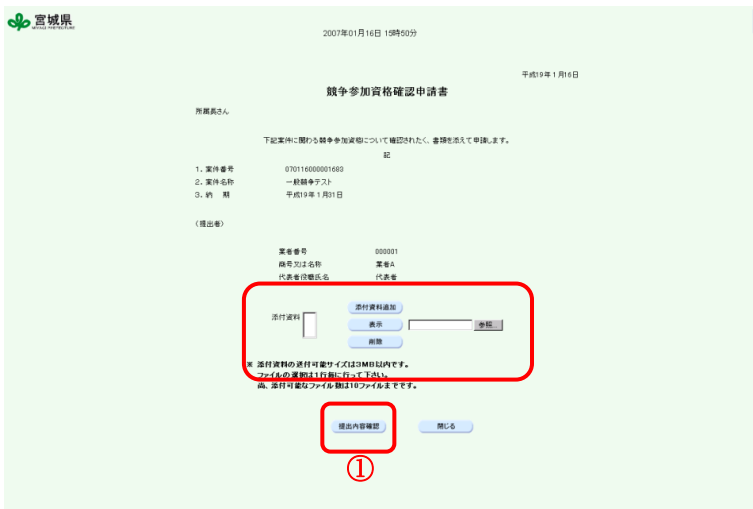 宮城県
MIYAGI PREFECTURE
2007年01月16日 15時50分
平成19年1月16日
競争参加資格確認申請書
所属長さん
下記案件に関わる競争参加資格について確認されたく、書類を添えて申請します。
記
1. 案件番号 070116000001683
2. 案件名称 一般競争テスト
3. 納 期 平成19年1月31日
(提出者)
業者番号 000001
商号又は名称 業者A
代表者役職氏名 代表者
添付資料追加
添付資料 表示 参照...
削除
※ 添付資料の送付可能サイズは3MB以内です。
ファイルの選択は1行毎に行って下さい。
尚、添付可能なファイル数は10ファイルまでです。
提出内容確認 閉じる
①